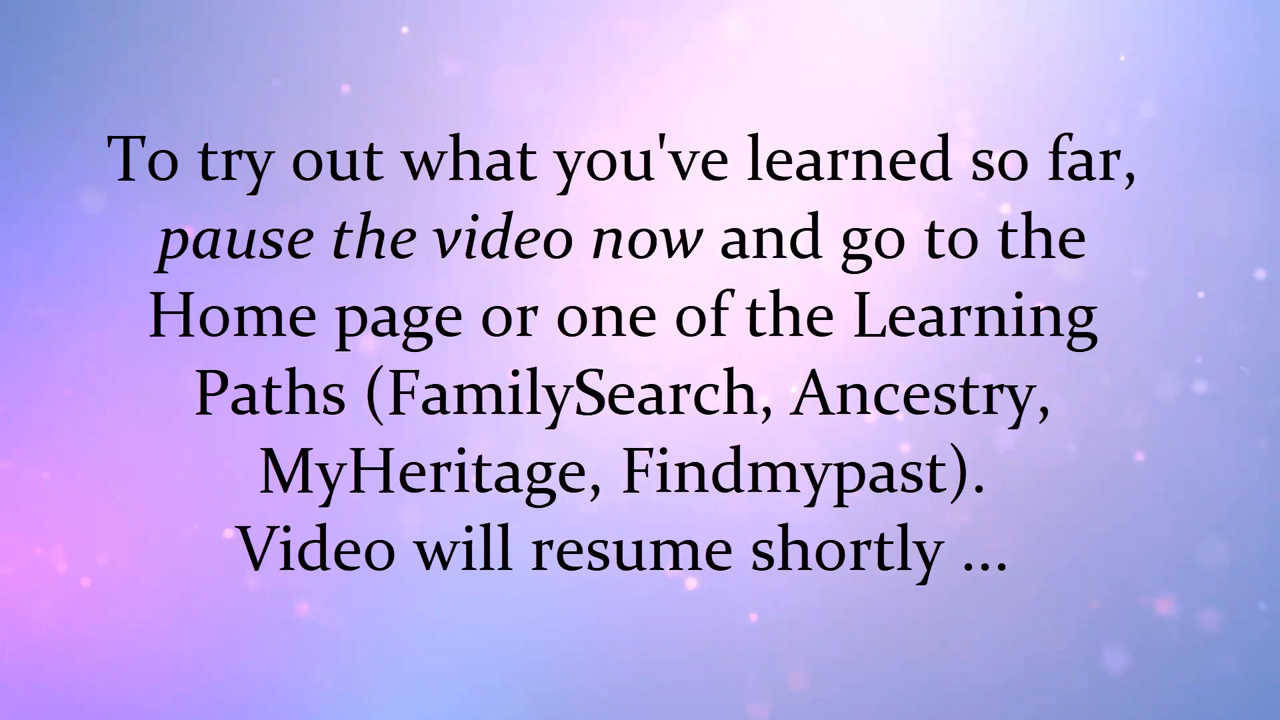 To try out what you've learned so far,
pause the video now and go to the
Home page or one of the Learning
Paths (FamilySearch, Ancestry,
MyHeritage, Findmypast).
Video will resume shortly ...